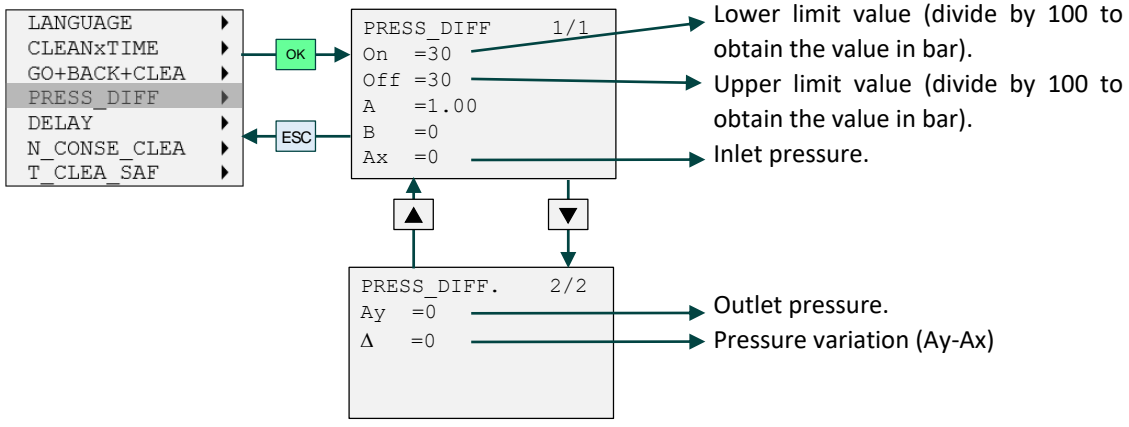 LANGUAGE
CLEANxTIME
GO+BACK+CLEA
PRESS_DIFF
DELAY
N_CONSE_CLEA
T_CLEA_SAF
OK
ESC
PRESS_DIFF 1/1
On =30
Off =30
A =1.00
B =0
Ax =0
Lower limit value (divide by 100 to
obtain the value in bar).
Upper limit value (divide by 100 to
obtain the value in bar).
Inlet pressure.
PRESS_DIFF. 2/2
Ay =0
Δ =0
Outlet pressure.
Pressure variation (Ay-Ax)